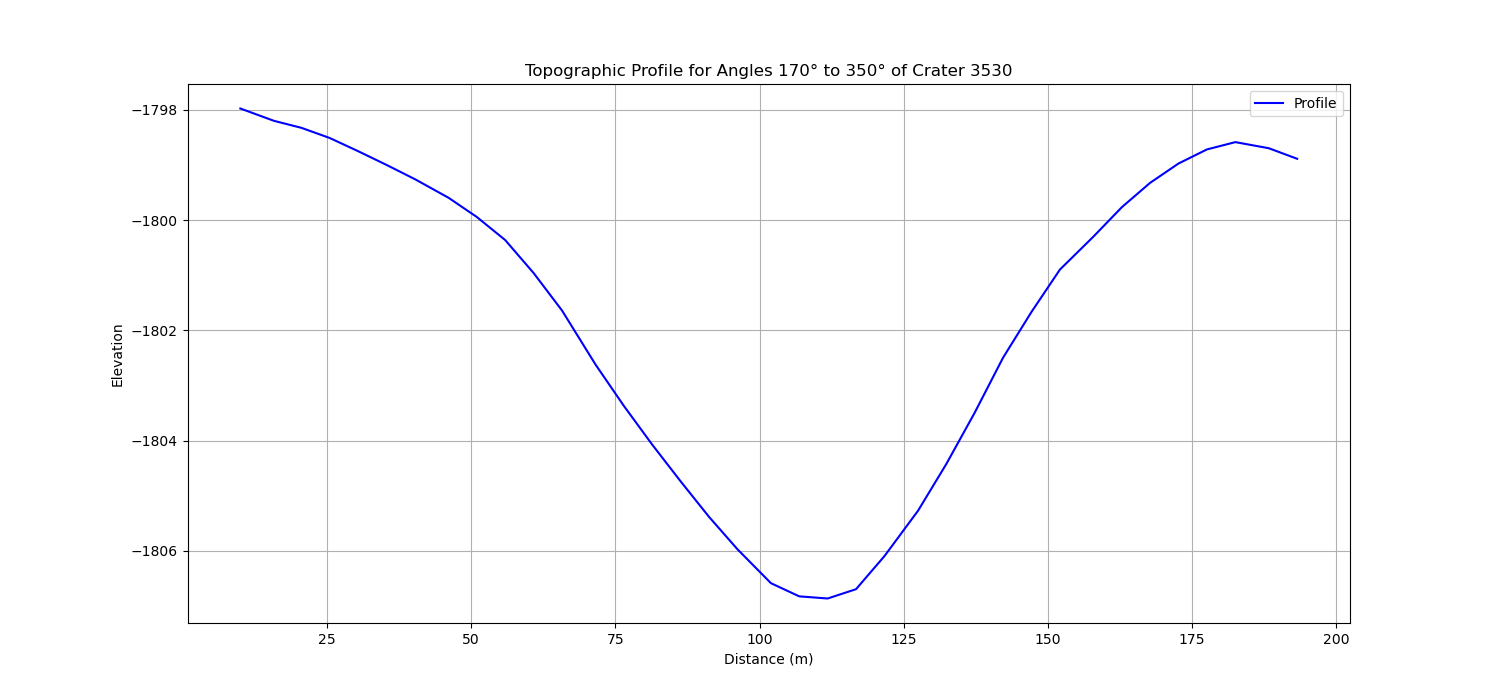 Topographic Profile for Angles 170° to 350° of Crater 3530
Profile
−1798
−1800
−1802
−1804
−1806
Elevation
25 50 75 100 125 150 175 200
Distance (m)